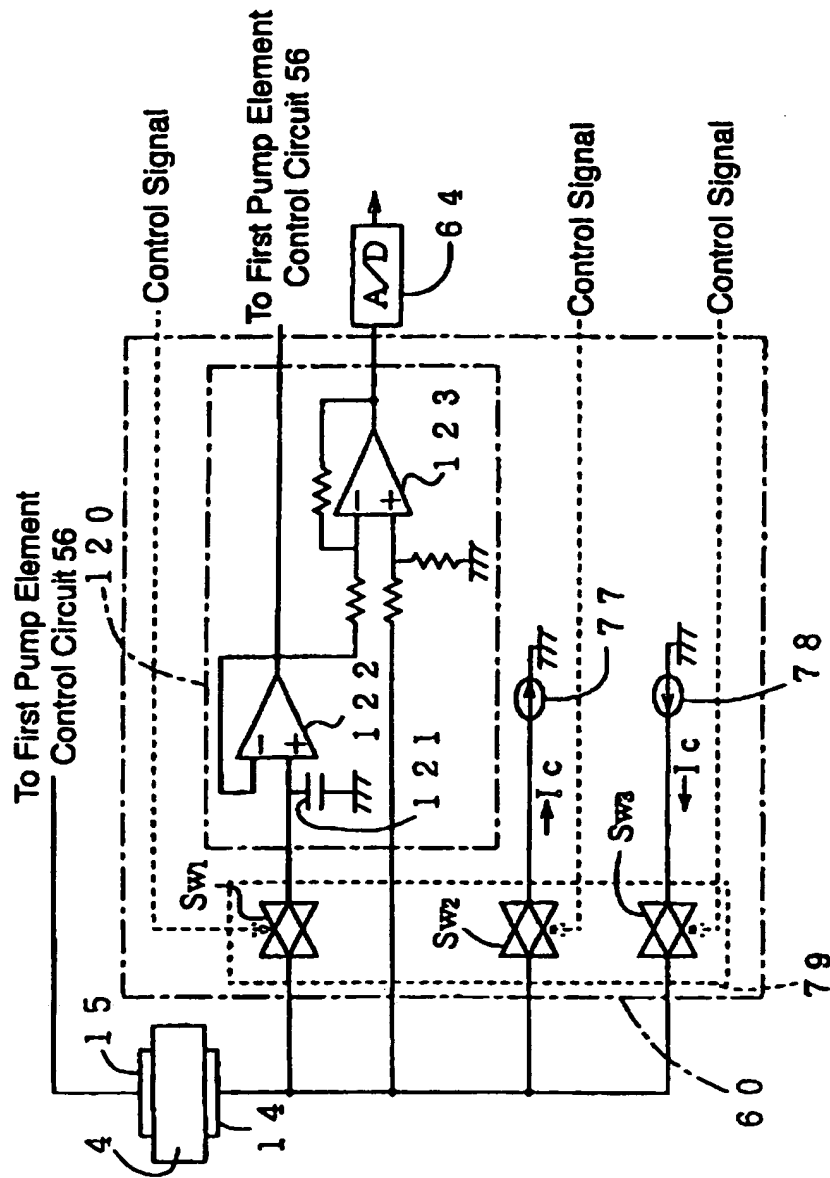 To First Pump Element
Control Circuit 56
120
Control Signal
To First Pump Element
Control Circuit 56
15
4
14
Sw1
122
121
123
A/D
64
Sw2
Ic
77
Control Signal
Sw3
Ic
78
Control Signal
79
60